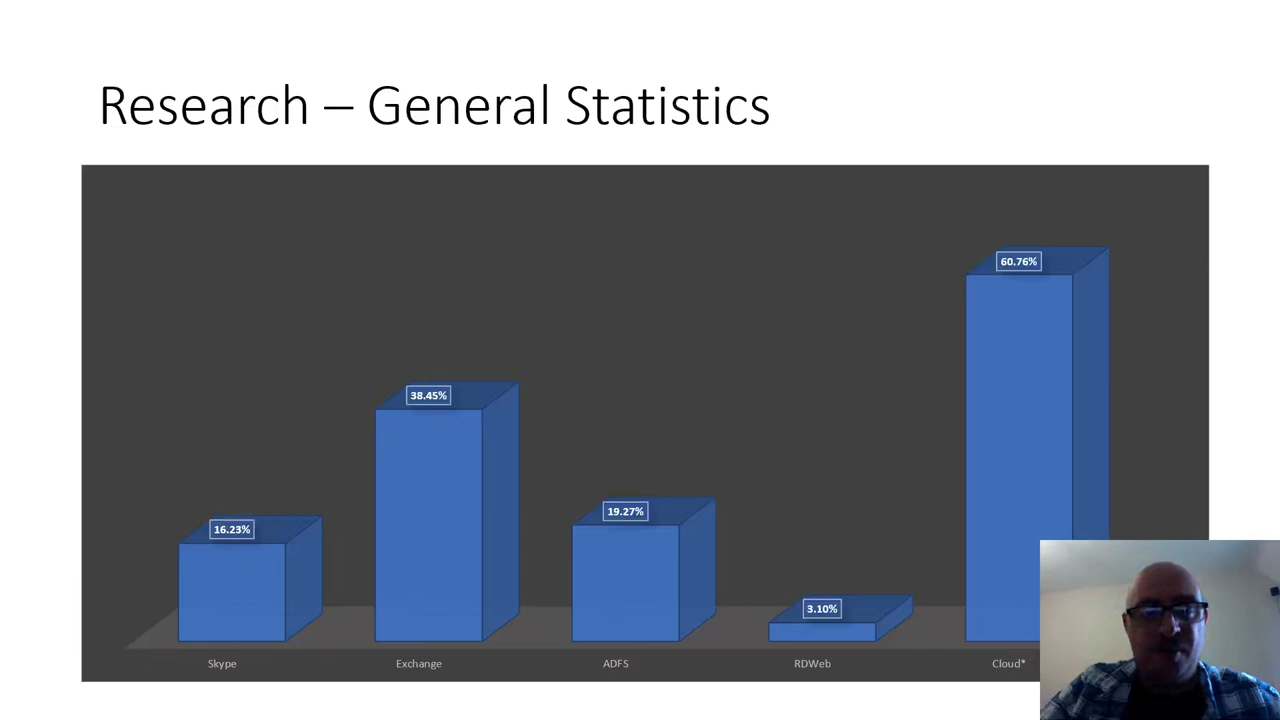 Research – General Statistics
60.76%
38.45%
19.27%
16.23%
3.10%
Skype Exchange ADFS RDWeb Cloud*